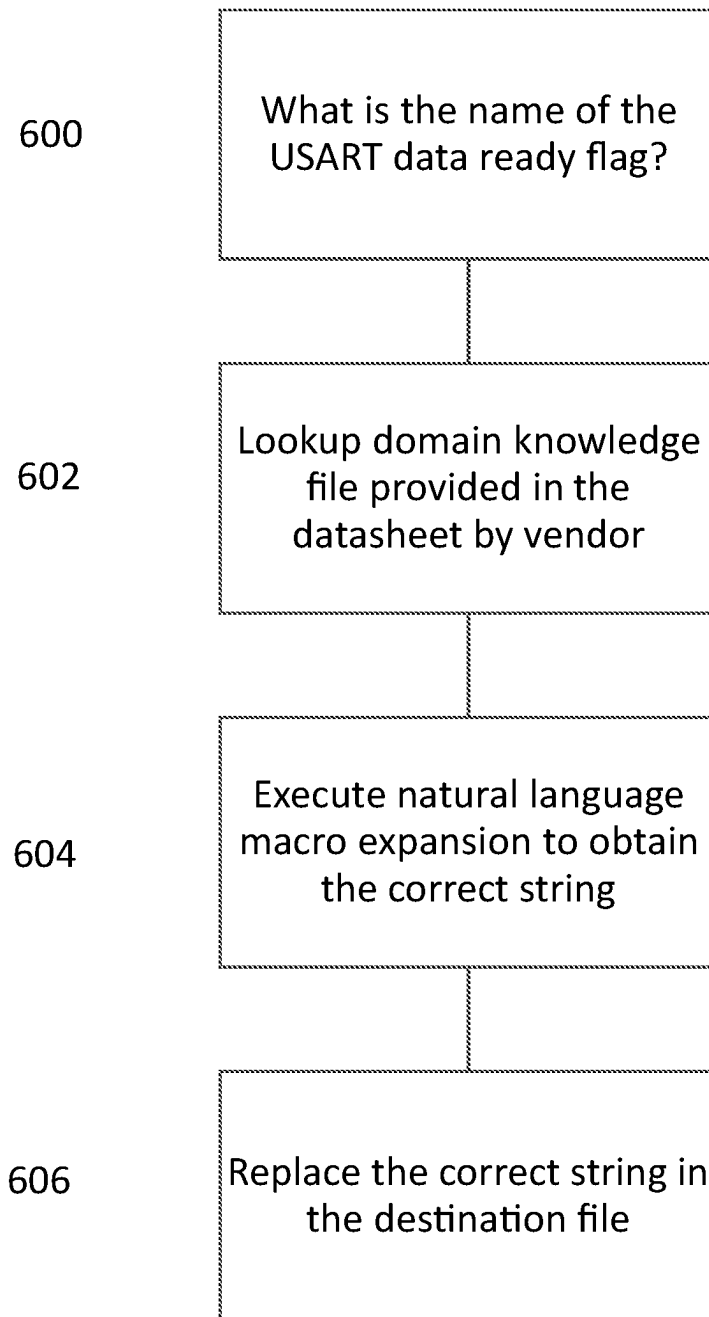 600
What is the name of the
USART data ready flag?
602
Lookup domain knowledge
file provided in the
datasheet by vendor
604
Execute natural language
macro expansion to obtain
the correct string
606
Replace the correct string in
the destination file